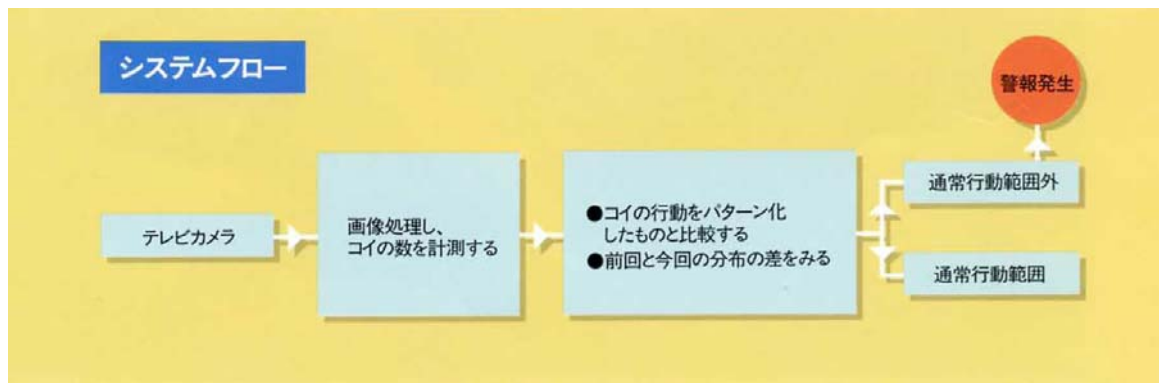 システムフロー
警報発生
テレビカメラ
画像処理し、
コイの数を計測する
●コイの行動をパターン化
したものと比較する
●前回と今回の分布の差をみる
通常行動範囲外
通常行動範囲